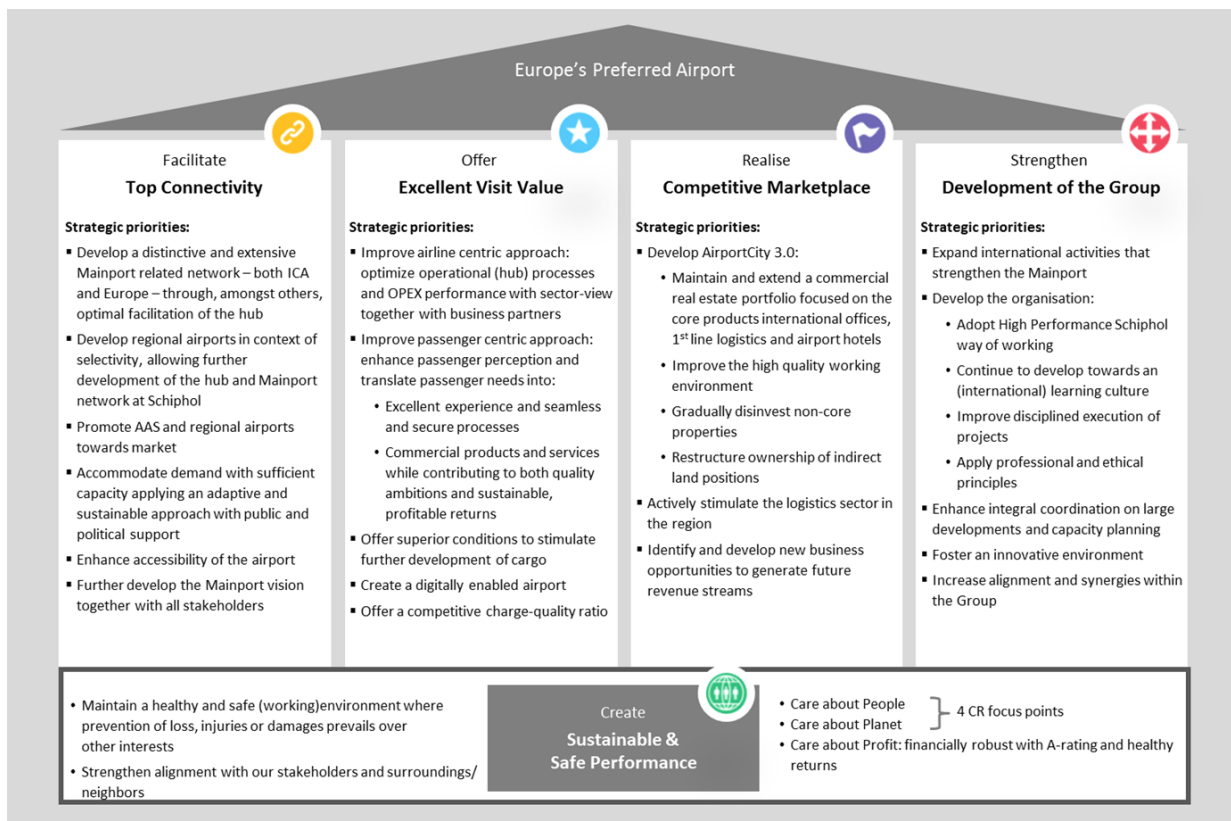 Europe's Preferred Airport
Facilitate
Top Connectivity
Strategic priorities:
▪ Develop a distinctive and extensive
Mainport related network – both ICA
and Europe – through, amongst others,
optimal facilitation of the hub
▪ Develop regional airports in context of
selectivity, allowing further
development of the hub and Mainport
network at Schiphol
▪ Promote AAS and regional airports
towards market
▪ Accommodate demand with sufficient
capacity applying an adaptive and
sustainable approach with public and
political support
▪ Enhance accessibility of the airport
▪ Further develop the Mainport vision
together with all stakeholders
Offer
Excellent Visit Value
Strategic priorities:
▪ Improve airline centric approach:
optimize operational (hub) processes
and OPEX performance with sector-view
together with business partners
▪ Improve passenger centric approach:
enhance passenger perception and
translate passenger needs into:
• Excellent experience and seamless
and secure processes
• Commercial products and services
while contributing to both quality
ambitions and sustainable,
profitable returns
▪ Offer superior conditions to stimulate
further development of cargo
▪ Create a digitally enabled airport
▪ Offer a competitive charge-quality ratio
Realise
Competitive Marketplace
Strategic priorities:
▪ Develop AirportCity 3.0:
• Maintain and extend a commercial
real estate portfolio focused on the
core products international offices,
1st line logistics and airport hotels
• Improve the high quality working
environment
• Gradually disinvest non-core
properties
• Restructure ownership of indirect
land positions
▪ Actively stimulate the logistics sector in
the region
▪ Identify and develop new business
opportunities to generate future
revenue streams
Strengthen
Development of the Group
Strategic priorities:
▪ Expand international activities that
strengthen the Mainport
▪ Develop the organisation:
• Adopt High Performance Schiphol
way of working
• Continue to develop towards an
(international) learning culture
• Improve disciplined execution of
projects
• Apply professional and ethical
principles
▪ Enhance integral coordination on large
developments and capacity planning
▪ Foster an innovative environment
▪ Increase alignment and synergies within
the Group
• Maintain a healthy and safe (working)environment where
prevention of loss, injuries or damages prevails over
other interests
• Strengthen alignment with our stakeholders and surroundings/
neighbors
Create
Sustainable &
Safe Performance
• Care about People
• Care about Planet
4 CR focus points
• Care about Profit: financially robust with A-rating and healthy
returns